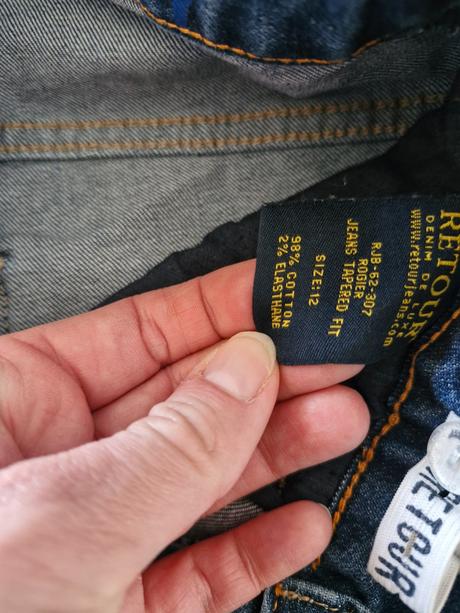 RETOUR
DENIM DE LUXE
www.retourjeans.com
RJB-62-307
ROGIER
JEANS TAPERED FIT
SIZE:12
98% COTTON
2% ELASTHANE
RETOUR